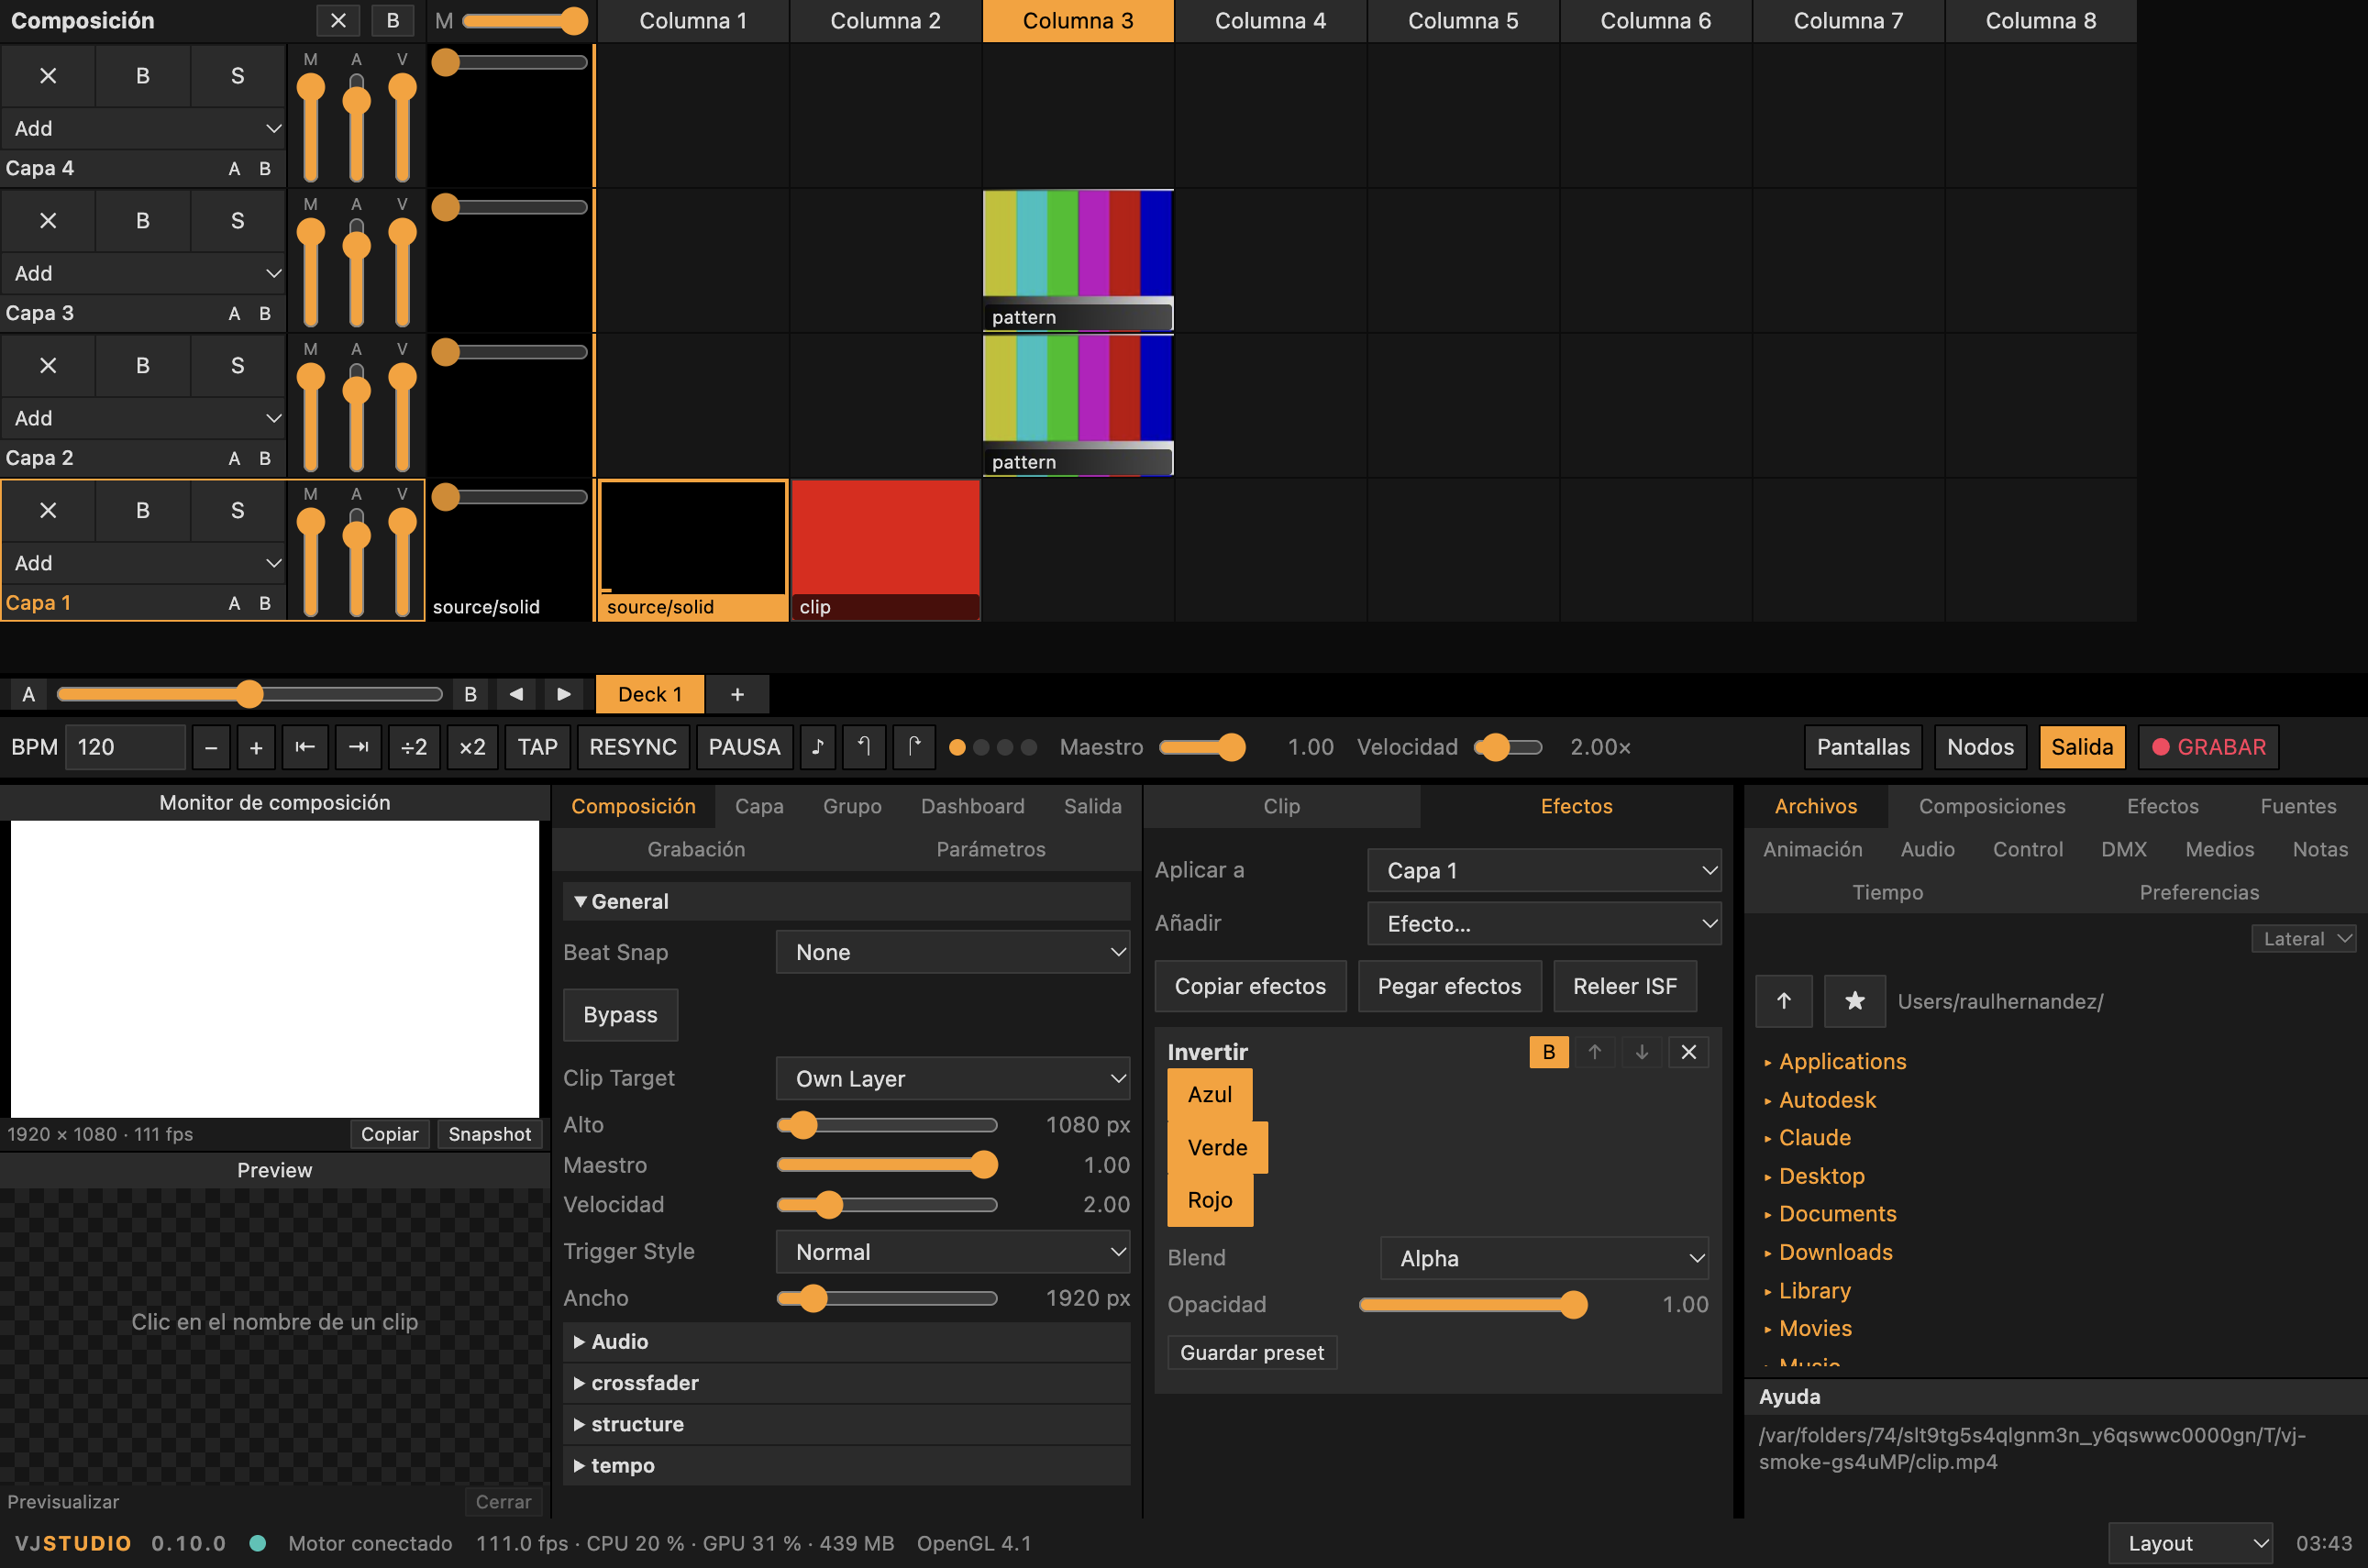 Composición × B M Columna 1 Columna 2 Columna 3 Columna 4 Columna 5 Columna 6 Columna 7 Columna 8
× B S M A V
Add
Capa 4 A B
× B S M A V
Add
Capa 3 A B
pattern
× B S M A V
Add
Capa 2 A B
pattern
× B S M A V
Add
Capa 1 A B
source/solid source/solid clip
A B Deck 1 +
BPM 120 − + ÷2 ×2 TAP RESYNC PAUSA Maestro 1.00 Velocidad 2.00× Pantallas Nodos Salida GRABAR
Monitor de composición
1920 × 1080 · 111 fps Copiar Snapshot
Preview
Clic en el nombre de un clip
Previsualizar Cerrar
Composición Capa Grupo Dashboard Salida
Grabación Parámetros
General
Beat Snap None
Bypass
Clip Target Own Layer
Alto 1080 px
Maestro 1.00
Velocidad 2.00
Trigger Style Normal
Ancho 1920 px
Audio
crossfader
structure
tempo
Clip Efectos
Aplicar a Capa 1
Añadir Efecto...
Copiar efectos Pegar efectos Releer ISF
Invertir B ↑ ↓ ×
Azul
Verde
Rojo
Blend Alpha
Opacidad 1.00
Guardar preset
Archivos Composiciones Efectos Fuentes
Animación Audio Control DMX Medios Notas
Tiempo Preferencias
Lateral
↑ ★ Users/raulhernandez/
Applications
Autodesk
Claude
Desktop
Documents
Downloads
Library
Movies
Music
Ayuda
/var/folders/74/slt9tg5s4qlgnm3n_y6qswwc0000gn/T/vj-
smoke-gs4uMP/clip.mp4
VJSTUDIO 0.10.0 Motor conectado 111.0 fps · CPU 20 % · GPU 31 % · 439 MB OpenGL 4.1 Layout 03:43